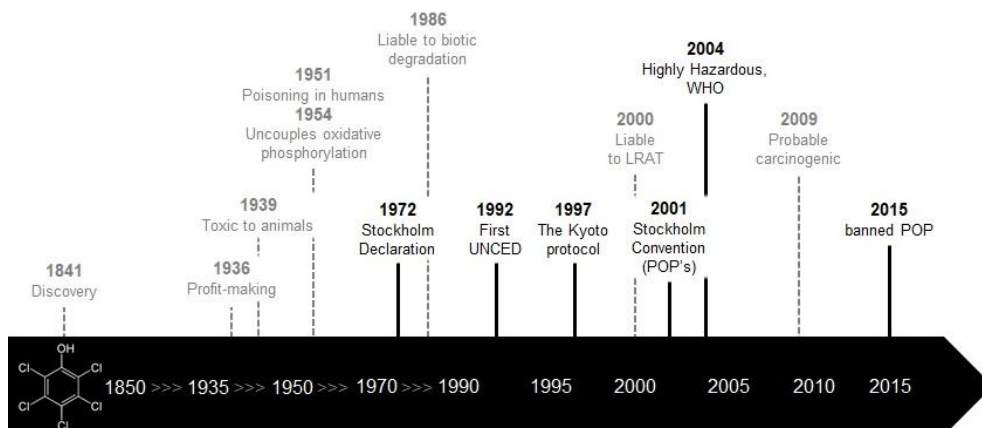 1986
Liable to biotic
degradation
2004
Highly Hazardous,
WHO
1951
Poisoning in humans
1954
Uncouples oxidative
phosphorylation
2000
Liable
to LRAT
2009
Probable
carcinogenic
1939
Toxic to animals
1972
Stockholm
Declaration
1992
First
UNCED
1997
The Kyoto
protocol
2001
Stockholm
Convention
(POP's)
2015
banned POP
1841
Discovery
1936
Profit-making
OH
Cl Cl
Cl Cl
Cl
1850 >>> 1935 >>> 1950 >>> 1970 >>> 1990 1995 2000 2005 2010 2015